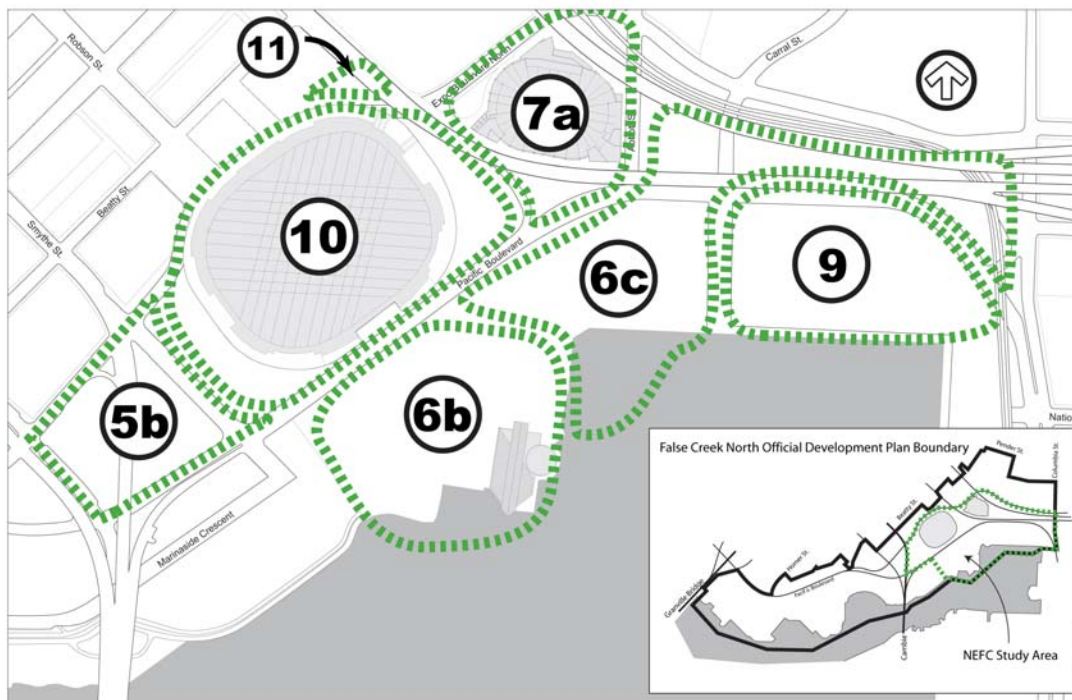 Robson St.
11
Expo Boulevard North
7a
Abbott
Carral St.
Beatty St.
Smythe St.
10
Pacific Boulevard
6c
9
5b
6b
Marinaside Crescent
Natio
False Creek North Official Development Plan Boundary
Pender St.
Columbia St.
Beatty St.
Homer St.
Pacific Boulevard
Granville Bridge
Cambie
NEFC Study Area